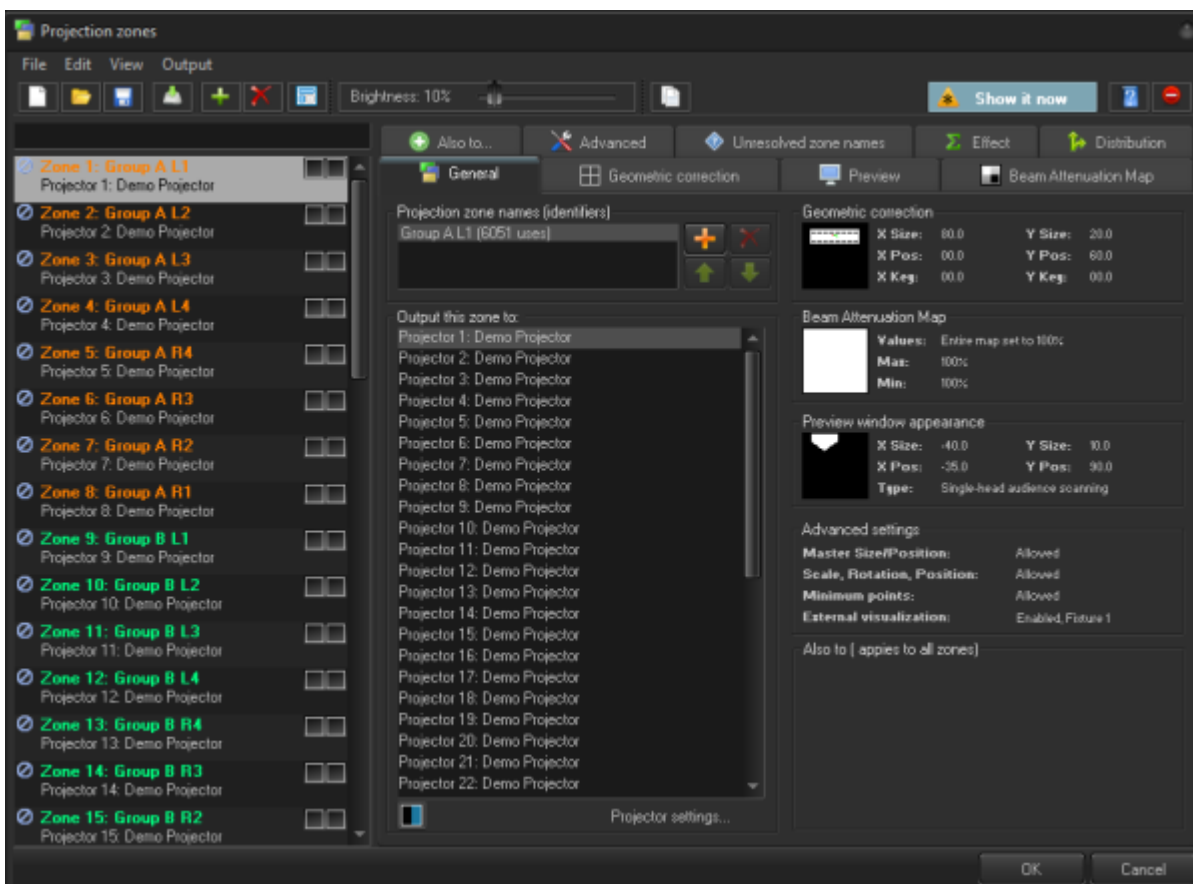 Projection zones
File Edit View Output
Brightness: 10%
Show it now
Also to... Advanced Unresolved zone names Effect Distribution
General Geometric correction Preview Beam Attenuation Map
Zone 1: Group A L1
Projector 1: Demo Projector
Zone 2: Group A L2
Projector 2: Demo Projector
Zone 3: Group A L3
Projector 3: Demo Projector
Zone 4: Group A L4
Projector 4: Demo Projector
Zone 5: Group A R4
Projector 5: Demo Projector
Zone 6: Group A R3
Projector 6: Demo Projector
Zone 7: Group A R2
Projector 7: Demo Projector
Zone 8: Group A R1
Projector 8: Demo Projector
Zone 9: Group B L1
Projector 9: Demo Projector
Zone 10: Group B L2
Projector 10: Demo Projector
Zone 11: Group B L3
Projector 11: Demo Projector
Zone 12: Group B L4
Projector 12: Demo Projector
Zone 13: Group B R4
Projector 13: Demo Projector
Zone 14: Group B R3
Projector 14: Demo Projector
Zone 15: Group B R2
Projector 15: Demo Projector
Projection zone names (identifiers)
Group A L1 (6051 uses)
Output this zone to:
Projector 1: Demo Projector
Projector 2: Demo Projector
Projector 3: Demo Projector
Projector 4: Demo Projector
Projector 5: Demo Projector
Projector 6: Demo Projector
Projector 7: Demo Projector
Projector 8: Demo Projector
Projector 9: Demo Projector
Projector 10: Demo Projector
Projector 11: Demo Projector
Projector 12: Demo Projector
Projector 13: Demo Projector
Projector 14: Demo Projector
Projector 15: Demo Projector
Projector 16: Demo Projector
Projector 17: Demo Projector
Projector 18: Demo Projector
Projector 19: Demo Projector
Projector 20: Demo Projector
Projector 21: Demo Projector
Projector 22: Demo Projector
Projector settings...
Geometric correction
X Size: 80.0 Y Size: 20.0
X Pos: 00.0 Y Pos: 60.0
X Key: 00.0 Y Key: 00.0
Beam Attenuation Map
Values: Entire map set to 100%
Max: 100%
Min: 100%
Preview window appearance
X Size: -40.0 Y Size: 10.0
X Pos: -35.0 Y Pos: 90.0
Type: Single-head audience scanning
Advanced settings
Master Size/Position: Allowed
Scale, Rotation, Position: Allowed
Minimum points: Allowed
External visualization: Enabled, Fixture 1
Also to ( appies to all zones)
OK Cancel